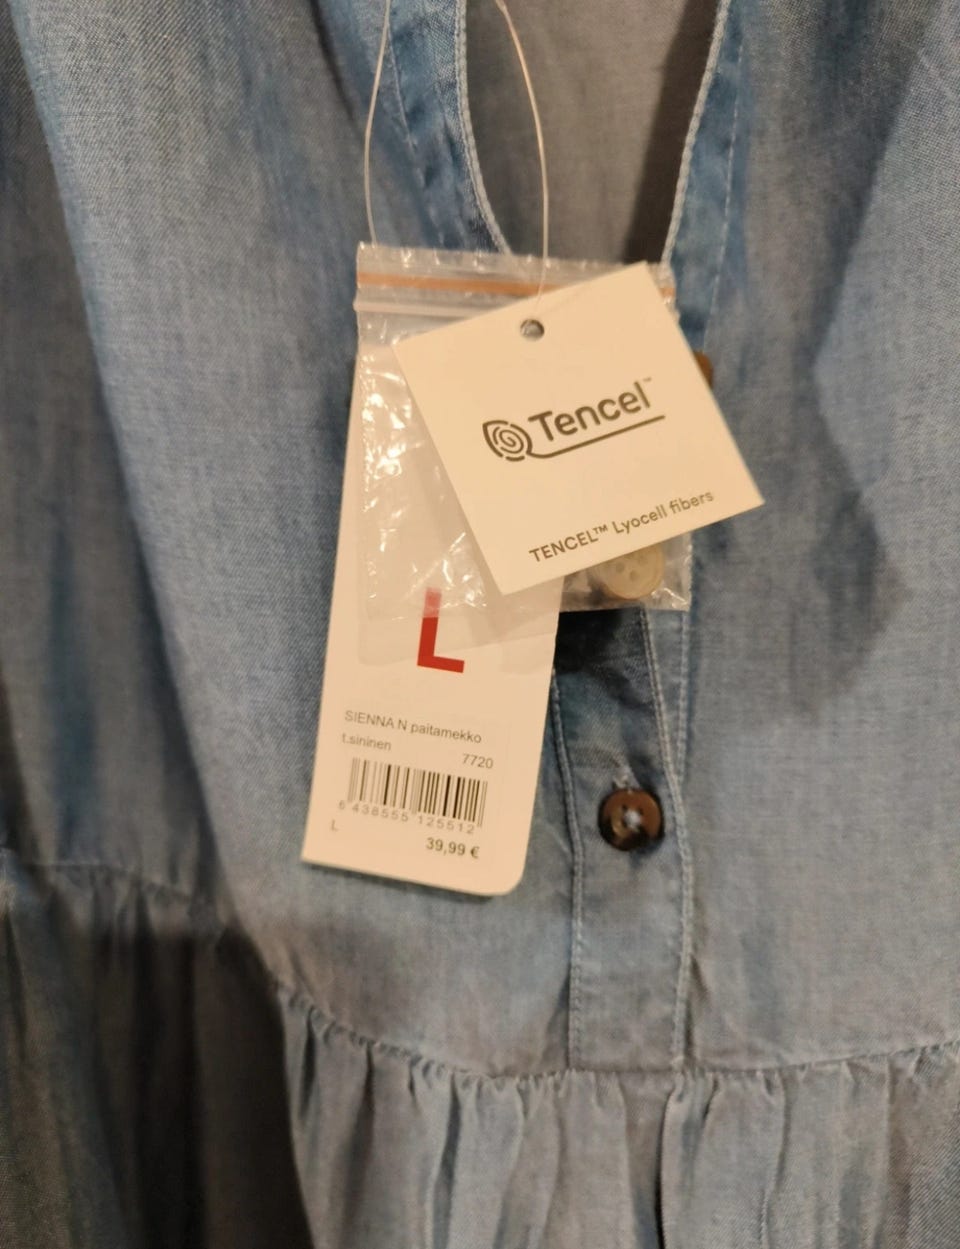 Tencel™
TENCEL™ Lyocell fibers
L
SIENNA N paitamekko
t.sininen
7720
6 438555 125512
L
39,99 €